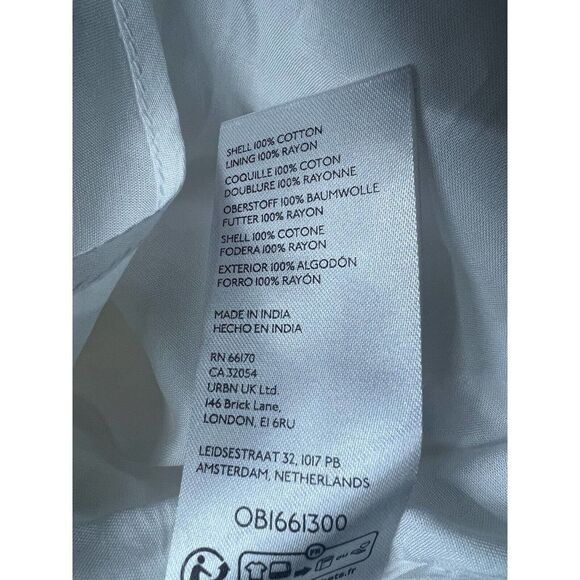 SHELL 100% COTTON
LINING 100% RAYON
COQUILLE 100% COTON
DOUBLURE 100% RAYONNE
OBERSTOFF 100% BAUMWOLLE
FUTTER 100% RAYON
SHELL 100% COTONE
FODERA 100% RAYON
EXTERIOR 100% ALGODÓN
FORRO 100% RAYÓN
MADE IN INDIA
HECHO EN INDIA
RN 66170
CA 32054
URBN UK Ltd.
146 Brick Lane,
LONDON, E1 6RU
LEIDSESTRAAT 32, 1017 PB
AMSTERDAM, NETHERLANDS
OB1661300
FR
ou